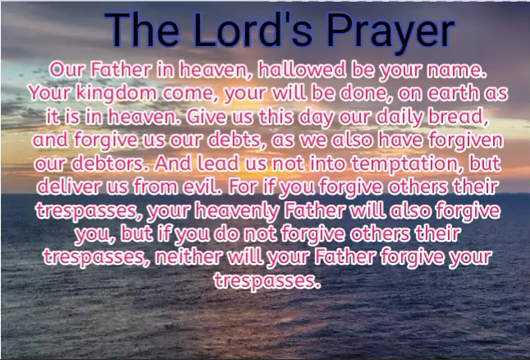 The Lord's Prayer
Our Father in heaven, hallowed be your name.
Your kingdom come, your will be done, on earth as
it is in heaven. Give us this day our daily bread,
and forgive us our debts, as we also have forgiven
our debtors. And lead us not into temptation, but
deliver us from evil. For if you forgive others their
trespasses, your heavenly Father will also forgive
you, but if you do not forgive others their
trespasses, neither will your Father forgive your
trespasses.